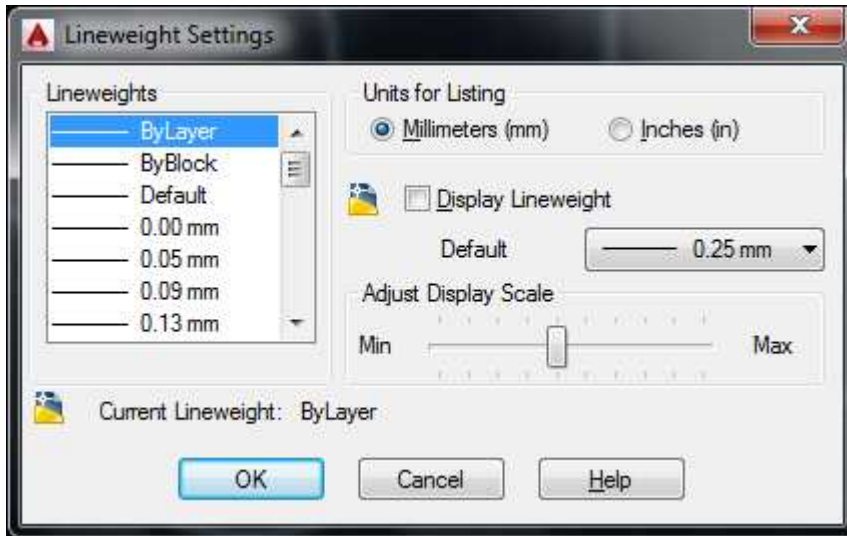 Lineweight Settings
Lineweights
ByLayer
ByBlock
Default
0.00 mm
0.05 mm
0.09 mm
0.13 mm
Units for Listing
Millimeters (mm) Inches (in)
Display Lineweight
Default 0.25 mm
Adjust Display Scale
Min Max
Current Lineweight: ByLayer
OK Cancel Help